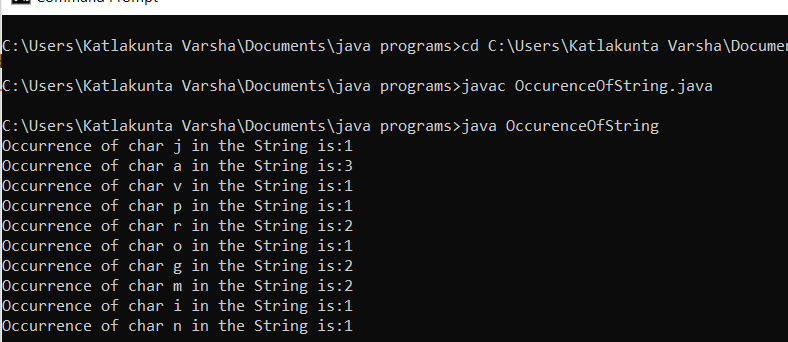 Command Prompt
C:\Users\Katlakunta Varsha\Documents\java programs>cd C:\Users\Katlakunta Varsha\Documen
C:\Users\Katlakunta Varsha\Documents\java programs>javac OccurenceOfString.java
C:\Users\Katlakunta Varsha\Documents\java programs>java OccurenceOfString
Occurrence of char j in the String is:1
Occurrence of char a in the String is:3
Occurrence of char v in the String is:1
Occurrence of char p in the String is:1
Occurrence of char r in the String is:2
Occurrence of char o in the String is:1
Occurrence of char g in the String is:2
Occurrence of char m in the String is:2
Occurrence of char i in the String is:1
Occurrence of char n in the String is:1